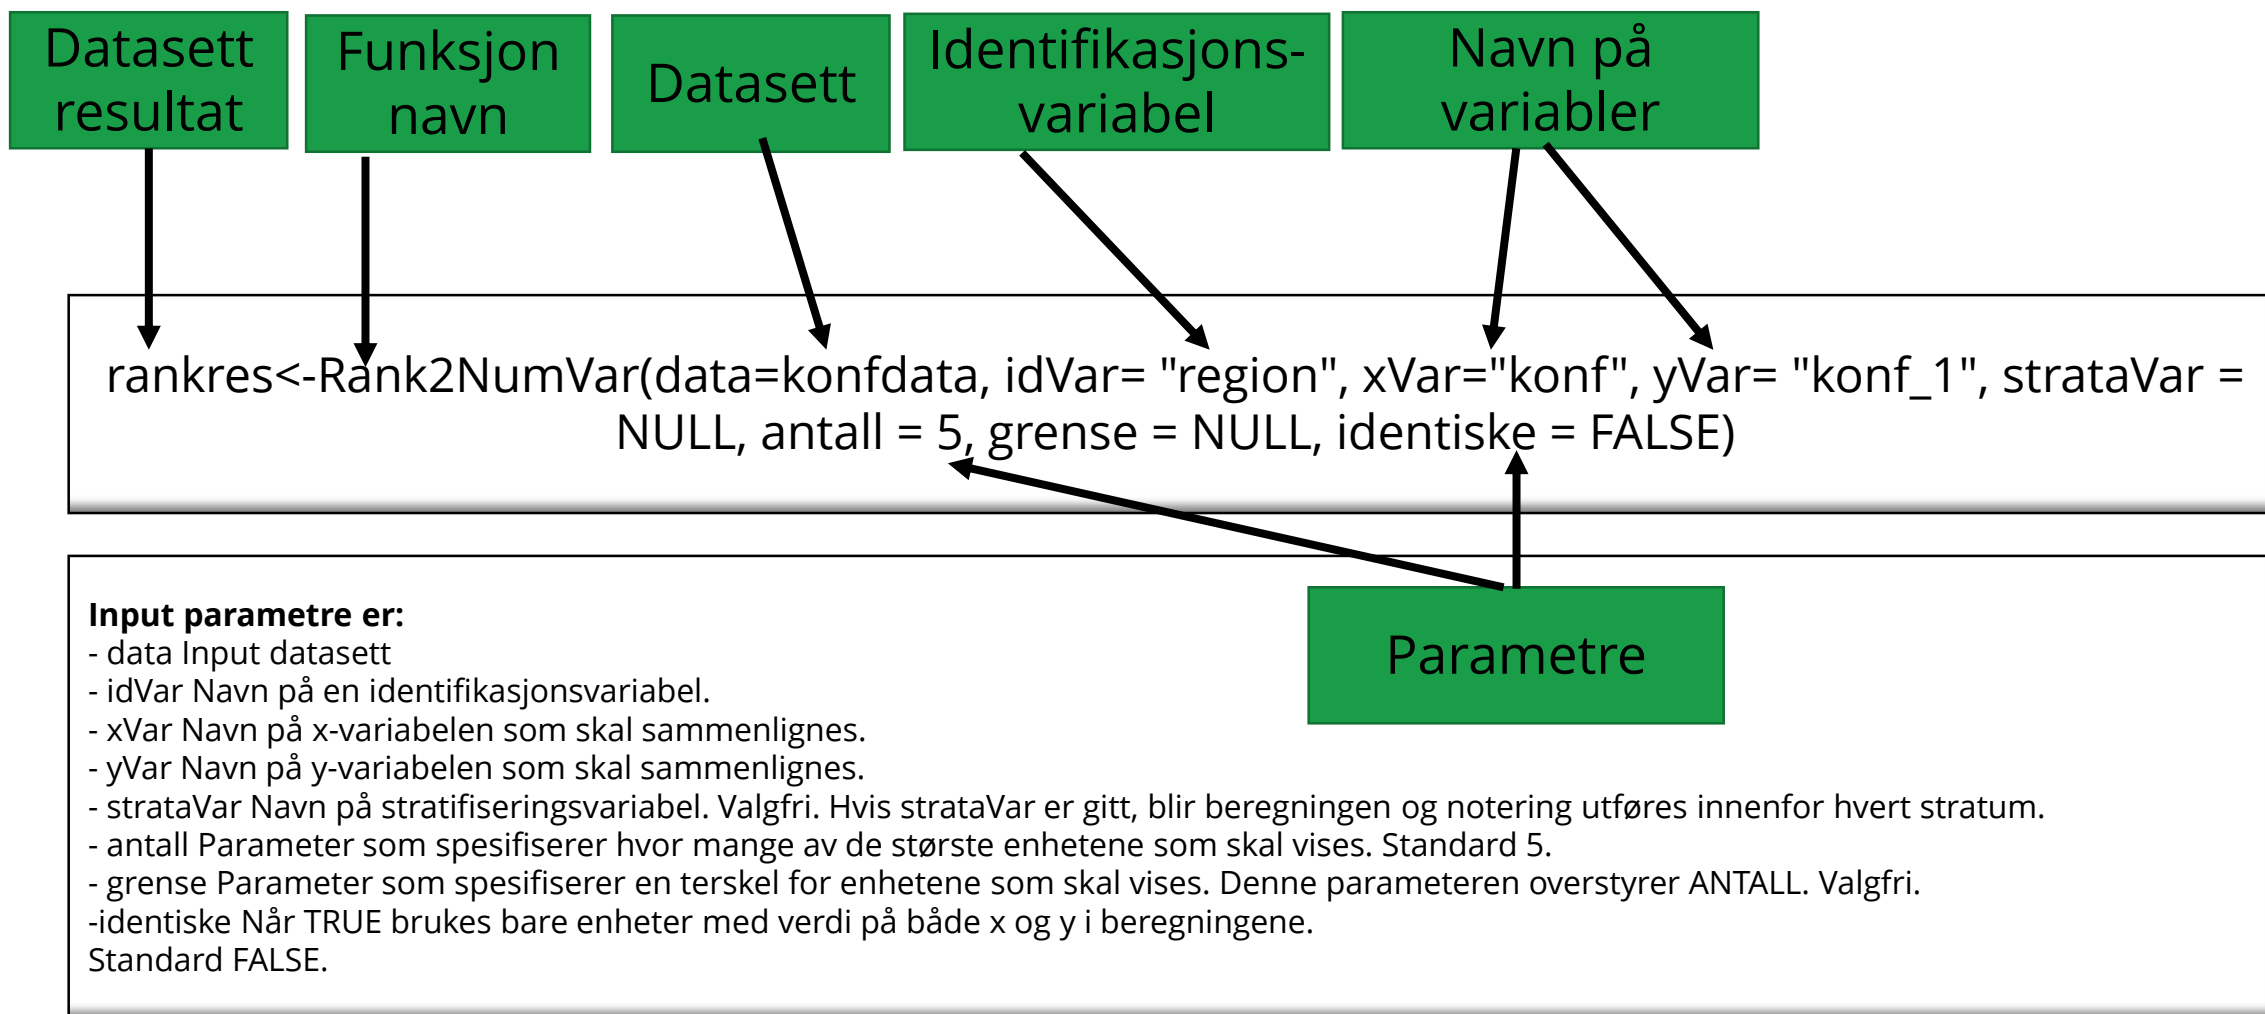 Datasett
resultat
Funksjon
navn
Datasett
Identifikasjons-
variabel
Navn på
variabler
rankres<-Rank2NumVar(data=konfdata, idVar= "region", xVar="konf", yVar= "konf_1", strataVar =
NULL, antall = 5, grense = NULL, identiske = FALSE)
Parametre
Input parametre er:
- data Input datasett
- idVar Navn på en identifikasjonsvariabel.
- xVar Navn på x-variabelen som skal sammenlignes.
- yVar Navn på y-variabelen som skal sammenlignes.
- strataVar Navn på stratifiseringsvariabel. Valgfri. Hvis strataVar er gitt, blir beregningen og notering utføres innenfor hvert stratum.
- antall Parameter som spesifiserer hvor mange av de største enhetene som skal vises. Standard 5.
- grense Parameter som spesifiserer en terskel for enhetene som skal vises. Denne parameteren overstyrer ANTALL. Valgfri.
-identiske Når TRUE brukes bare enheter med verdi på både x og y i beregningene.
Standard FALSE.